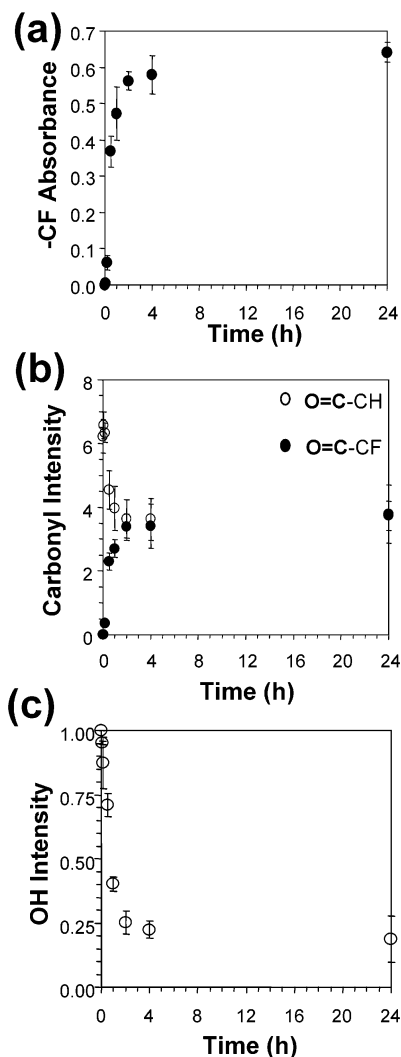 (a)
-CF Absorbance
0.7
0.6
0.5
0.4
0.3
0.2
0.1
0.0
0 4 8 12 16 20 24
Time (h)
(b)
Carbonyl Intensity
8
6
4
2
0
O=C-CH
O=C-CF
0 4 8 12 16 20 24
Time (h)
(c)
OH Intensity
1.00
0.75
0.50
0.25
0.00
0 4 8 12 16 20 24
Time (h)